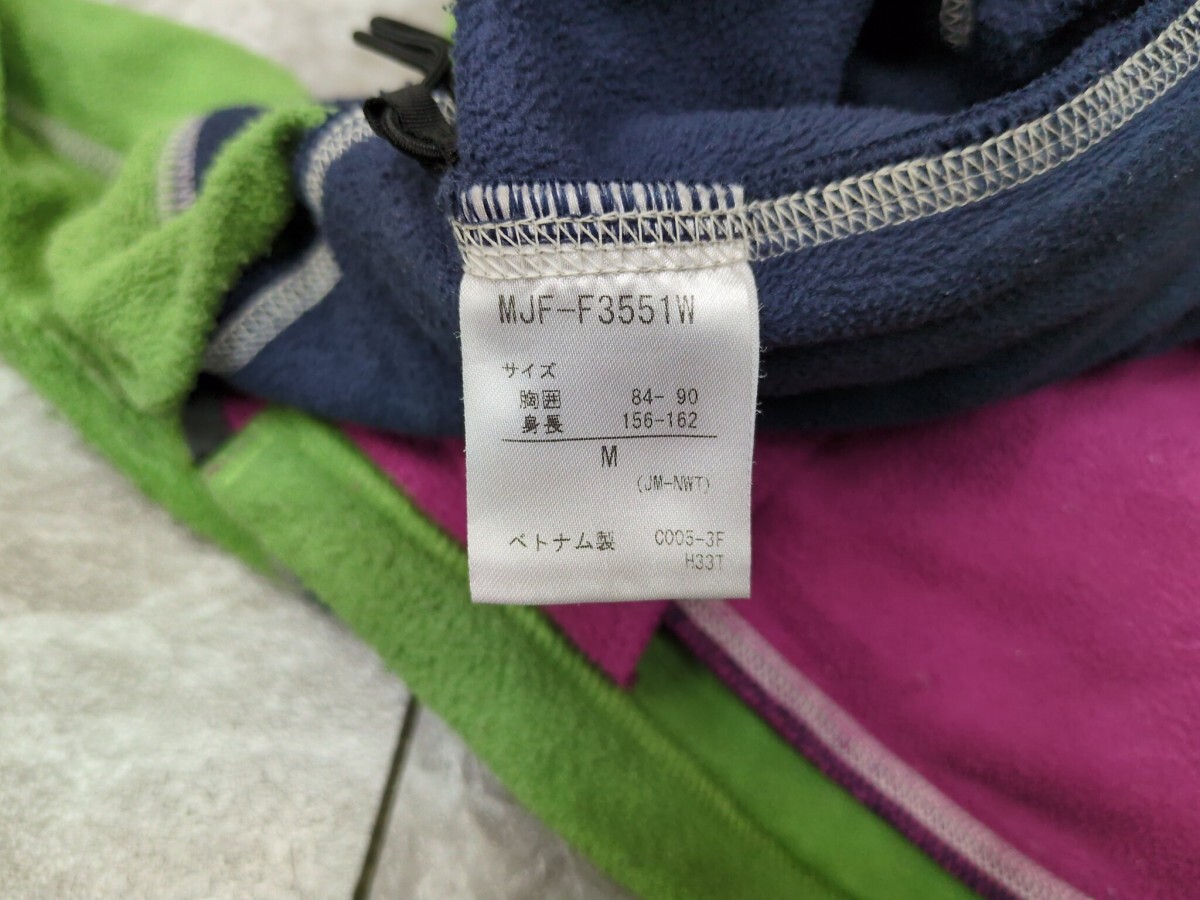 MJF-F3551W
サイズ
胸囲 84- 90
身長 156-162
M
(JM-NWT)
ベトナム製 C005-3F
H33T